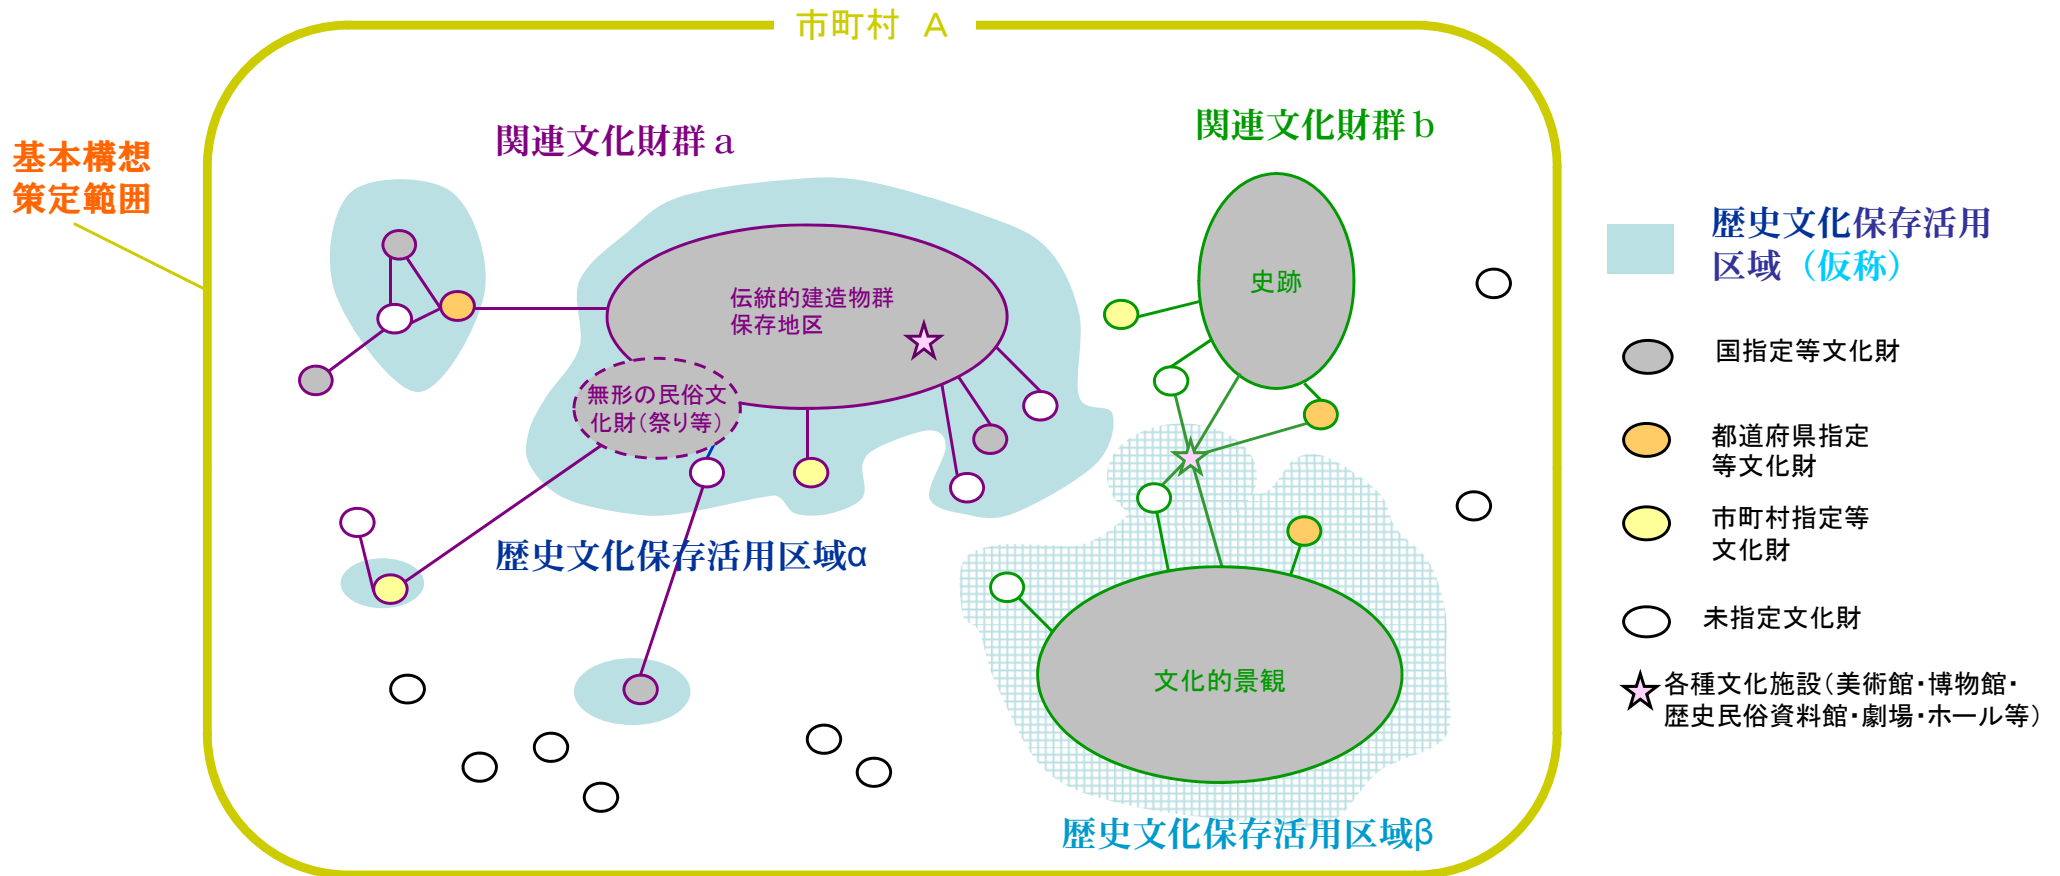 市町村 A
基本構想
策定範囲
関連文化財群a
関連文化財群b
伝統的建造物群
保存地区
無形の民俗文
化財(祭り等)
史跡
歴史文化保存活用区域α
文化的景観
歴史文化保存活用区域β
歴史文化保存活用
区域(仮称)
国指定等文化財
都道府県指定
等文化財
市町村指定等
文化財
未指定文化財
各種文化施設(美術館・博物館・
歴史民俗資料館・劇場・ホール等)